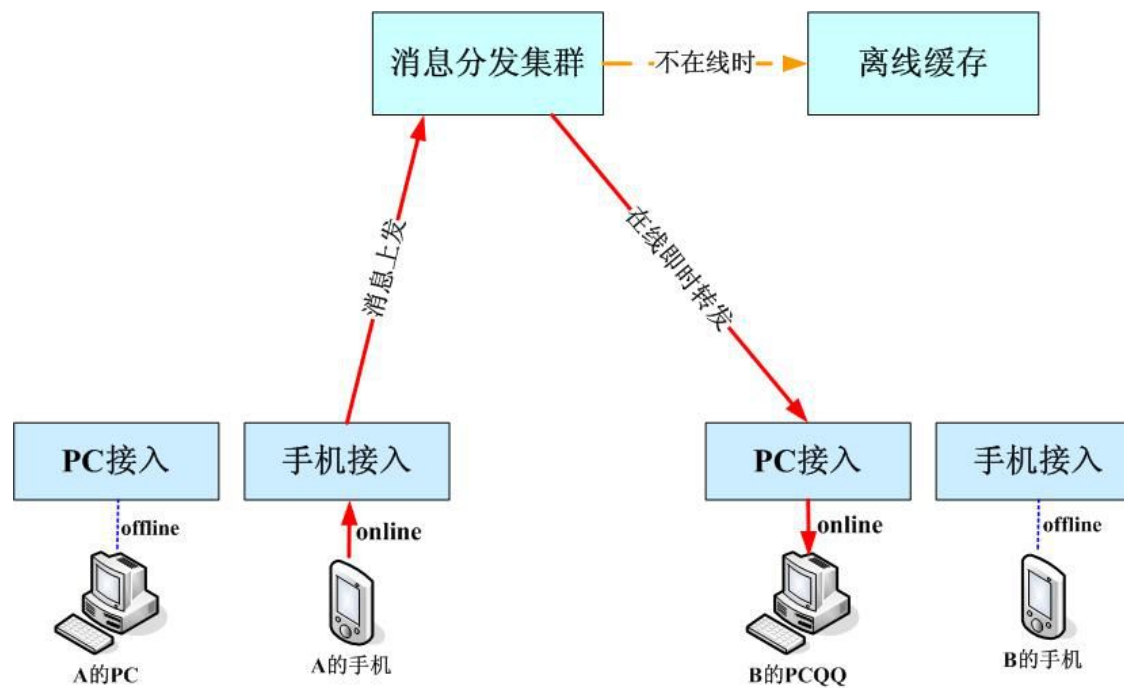 消息分发集群
不在线时
离线缓存
消息上发
在线即时转发
PC接入
手机接入
PC接入
手机接入
offline
online
online
offline
A的PC
A的手机
B的PCQQ
B的手机